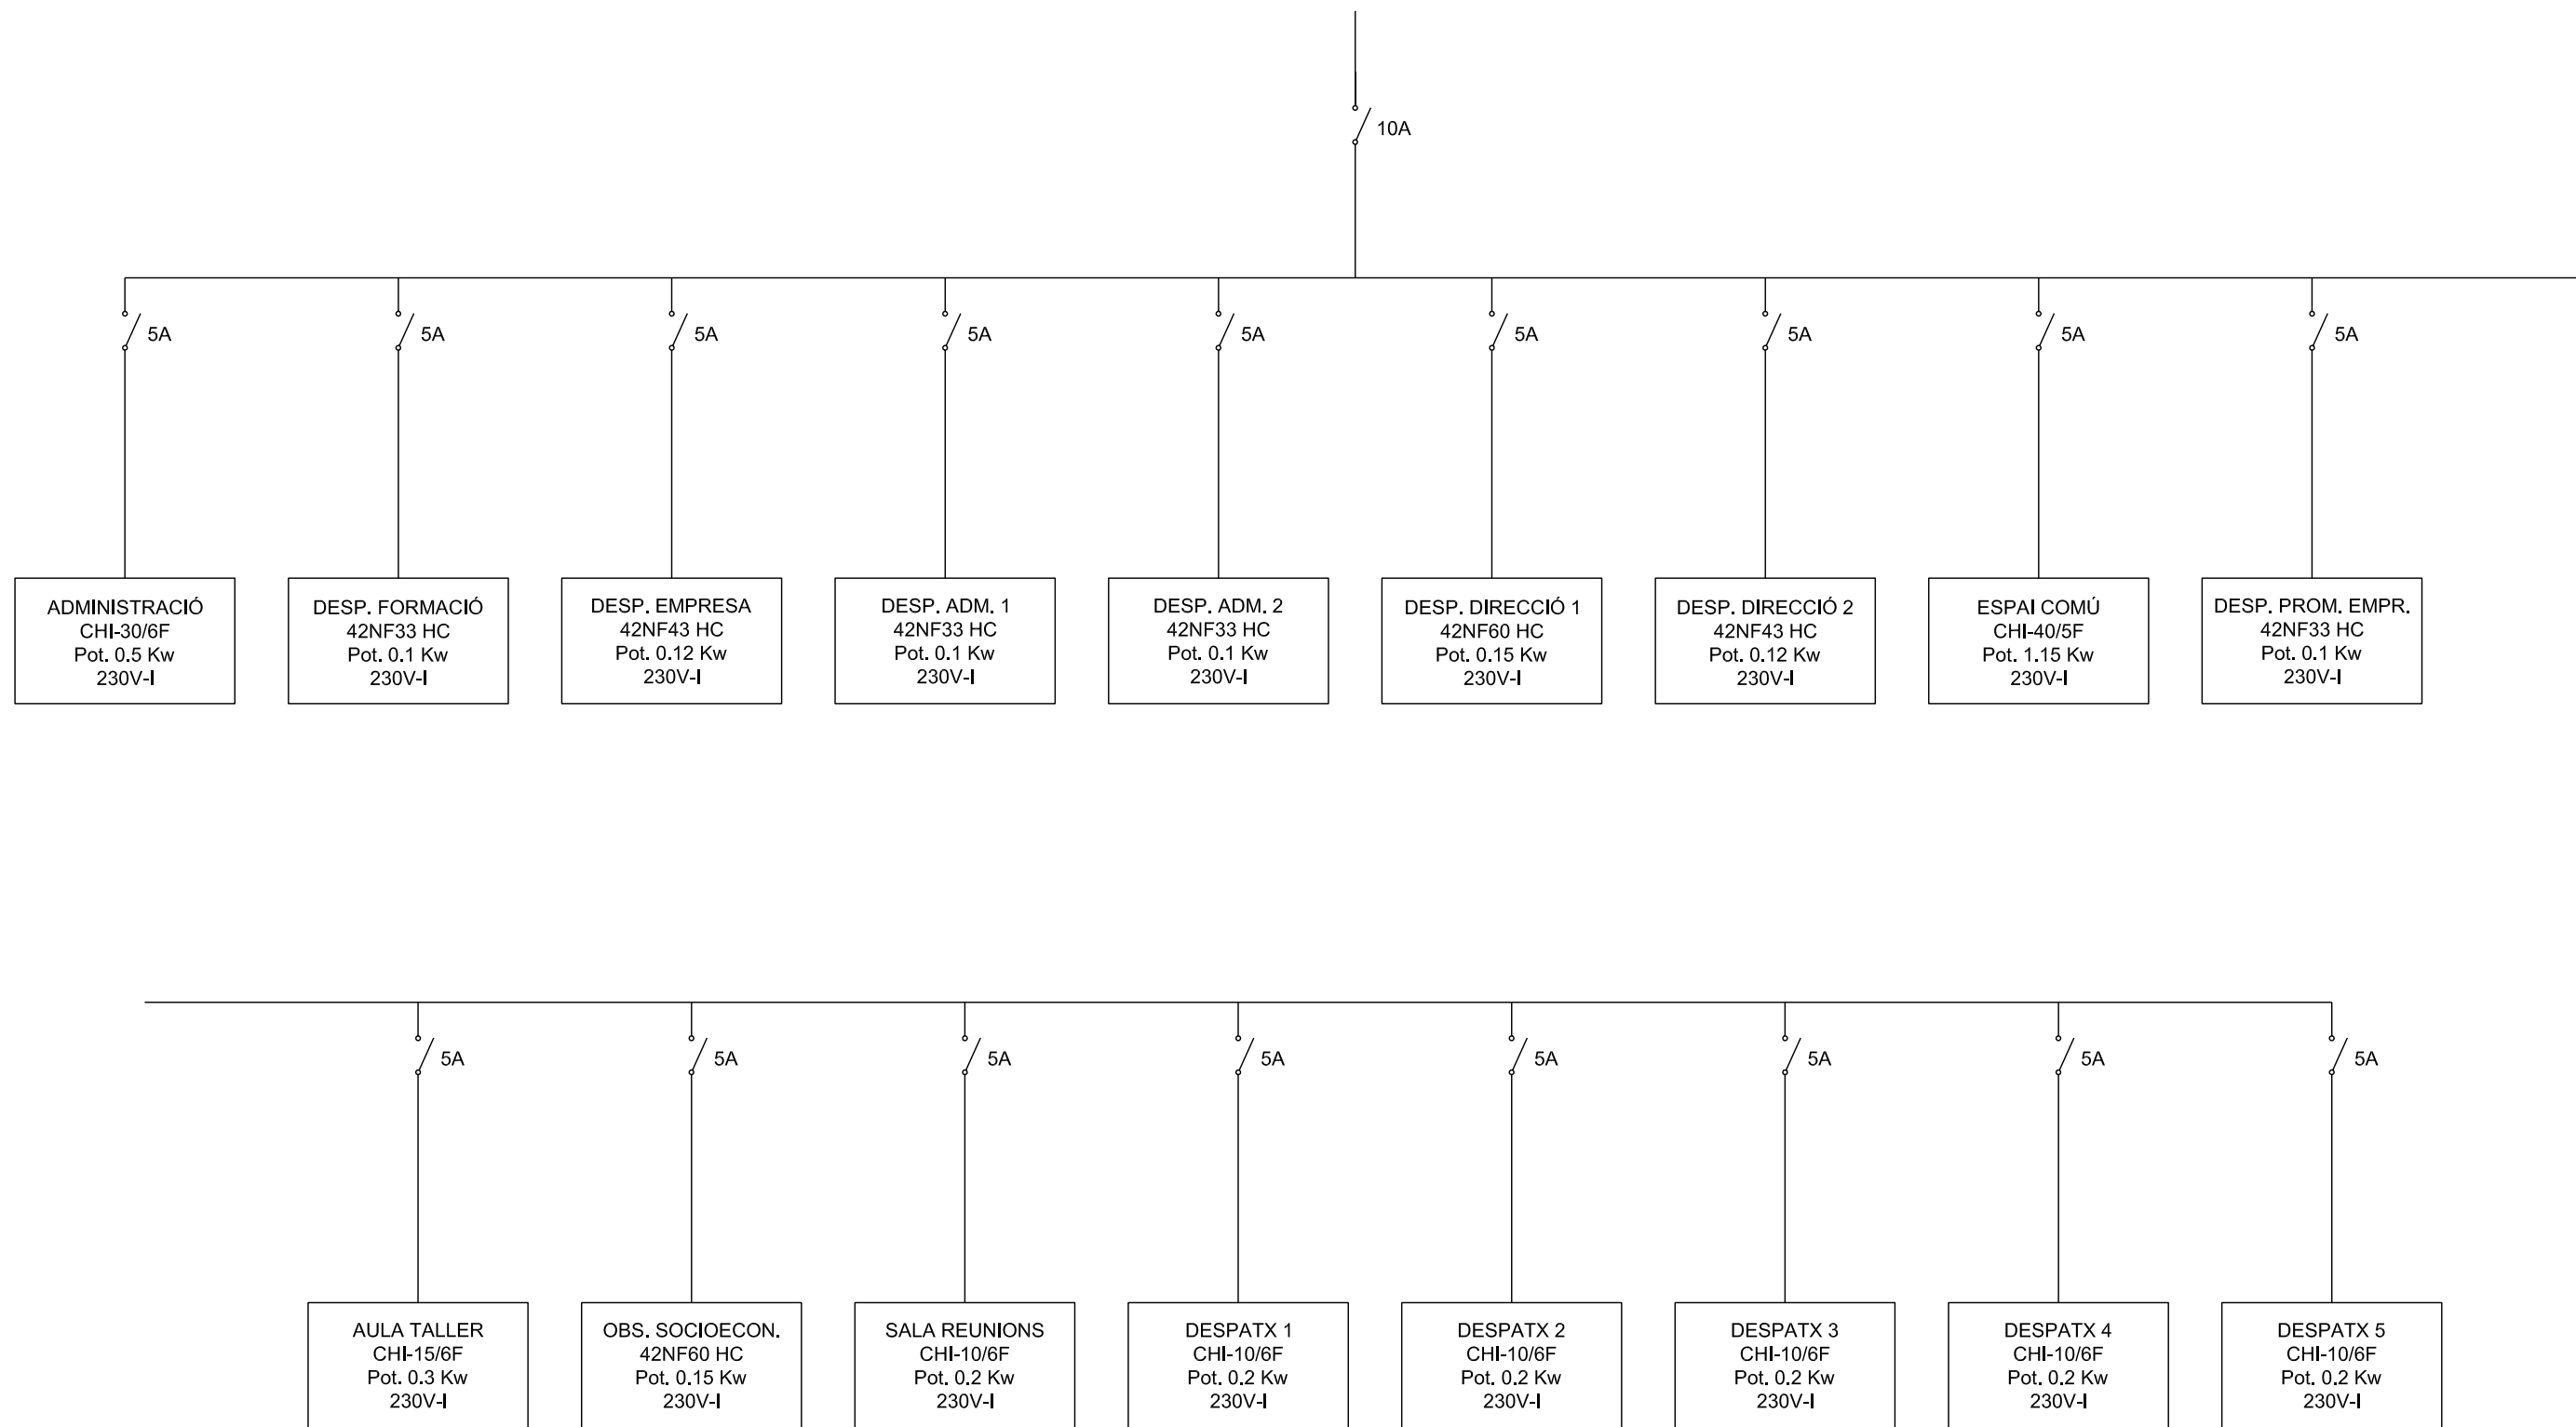 10A
5A
5A
5A
5A
5A
5A
5A
5A
5A
ADMINISTRACIÓ
CHI-30/6F
Pot. 0.5 Kw
230V-I
DESP. FORMACIÓ
42NF33 HC
Pot. 0.1 Kw
230V-I
DESP. EMPRESA
42NF43 HC
Pot. 0.12 Kw
230V-I
DESP. ADM. 1
42NF33 HC
Pot. 0.1 Kw
230V-I
DESP. ADM. 2
42NF33 HC
Pot. 0.1 Kw
230V-I
DESP. DIRECCIÓ 1
42NF60 HC
Pot. 0.15 Kw
230V-I
DESP. DIRECCIÓ 2
42NF43 HC
Pot. 0.12 Kw
230V-I
ESPAI COMÚ
CHI-40/5F
Pot. 1.15 Kw
230V-I
DESP. PROM. EMPR.
42NF33 HC
Pot. 0.1 Kw
230V-I
5A
5A
5A
5A
5A
5A
5A
5A
AULA TALLER
CHI-15/6F
Pot. 0.3 Kw
230V-I
OBS. SOCIOECON.
42NF60 HC
Pot. 0.15 Kw
230V-I
SALA REUNIONS
CHI-10/6F
Pot. 0.2 Kw
230V-I
DESPATX 1
CHI-10/6F
Pot. 0.2 Kw
230V-I
DESPATX 2
CHI-10/6F
Pot. 0.2 Kw
230V-I
DESPATX 3
CHI-10/6F
Pot. 0.2 Kw
230V-I
DESPATX 4
CHI-10/6F
Pot. 0.2 Kw
230V-I
DESPATX 5
CHI-10/6F
Pot. 0.2 Kw
230V-I